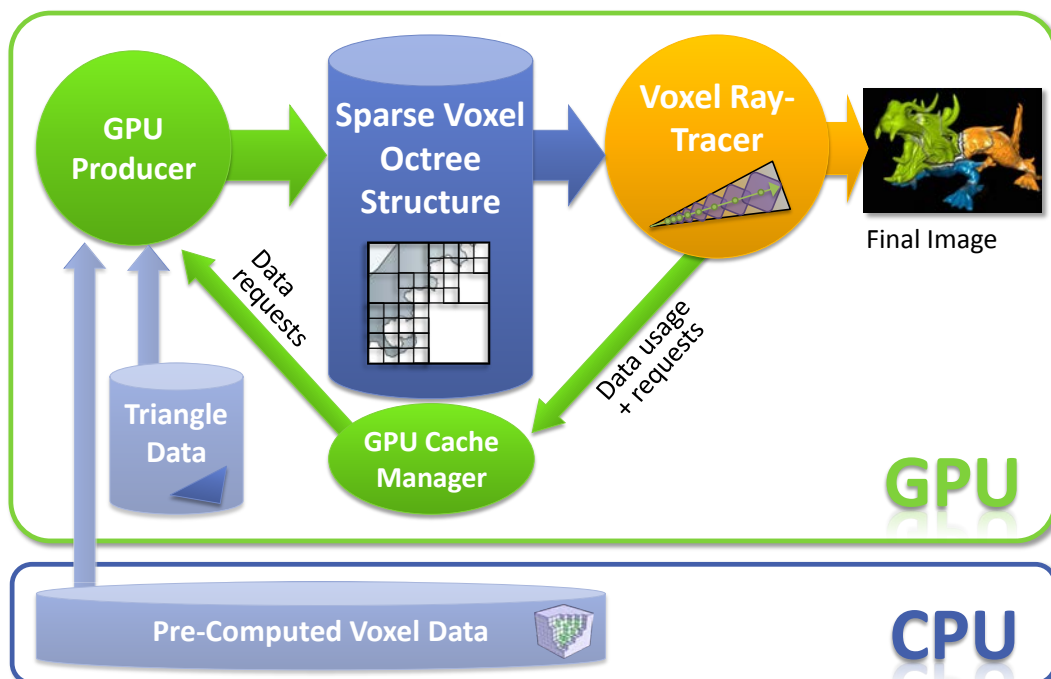 GPU
Producer
Sparse Voxel
Octree
Structure
Voxel Ray-
Tracer
Final Image
Data
requests
Data usage
+ requests
Triangle
Data
GPU Cache
Manager
GPU
Pre-Computed Voxel Data
CPU